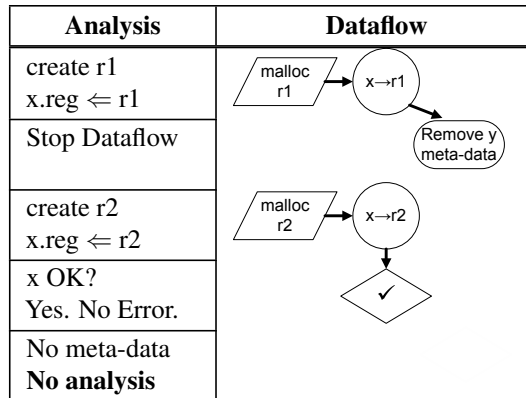 Analysis Dataflow
create r1
x.reg ⇐ r1
malloc
r1
x→r1
Stop Dataflow
Remove y
meta-data
create r2
x.reg ⇐ r2
malloc
r2
x→r2
x OK?
Yes. No Error.
✓
No meta-data
No analysis